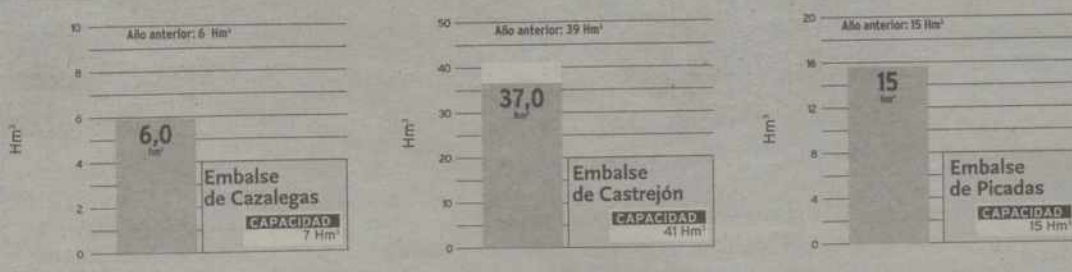 Hm³
10
8
6
4
2
0
Año anterior: 6 Hm³
6,0
hm³
Embalse
de Cazalegas
CAPACIDAD
7 Hm³
Hm³
50
40
30
20
10
0
Año anterior: 39 Hm³
37,0
hm³
Embalse
de Castrejón
CAPACIDAD
41 Hm³
Hm³
20
16
12
8
4
0
Año anterior: 15 Hm³
15
hm³
Embalse
de Picadas
CAPACIDAD
15 Hm³